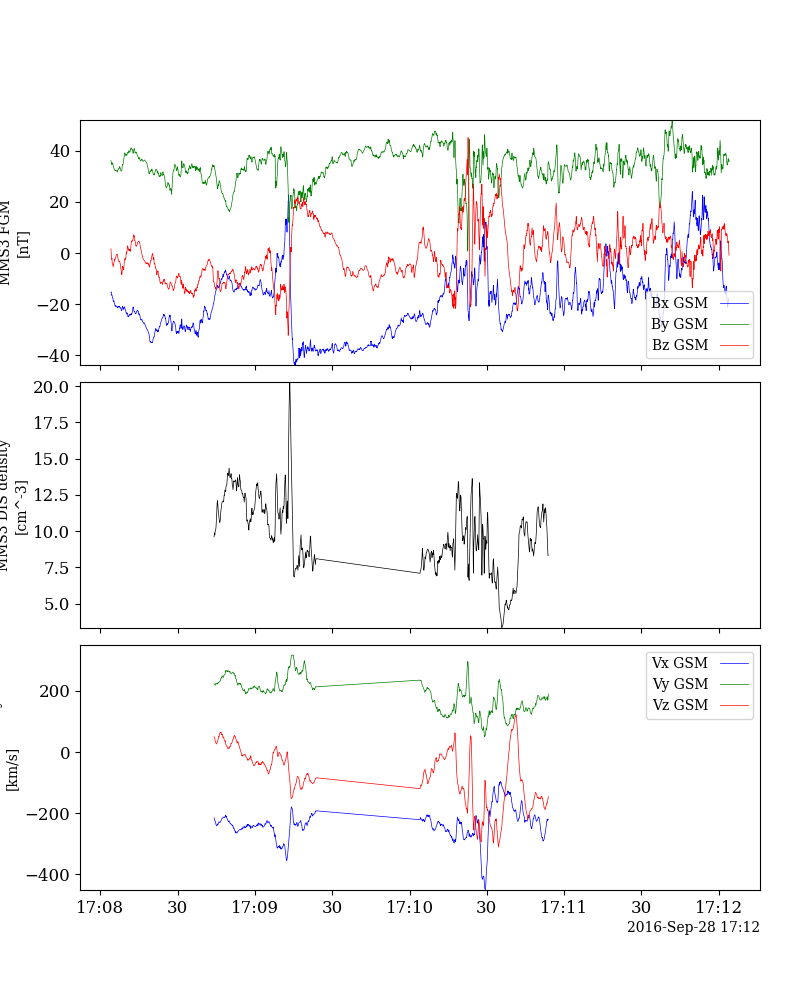 MMS3 FGM
[nT]
40
20
0
−20
−40
Bx GSM
By GSM
Bz GSM
MMS3 DIS density
[cm^-3]
20.0
17.5
15.0
12.5
10.0
7.5
5.0
[km/s]
200
0
−200
−400
Vx GSM
Vy GSM
Vz GSM
17:08 30 17:09 30 17:10 30 17:11 30 17:12
2016-Sep-28 17:12